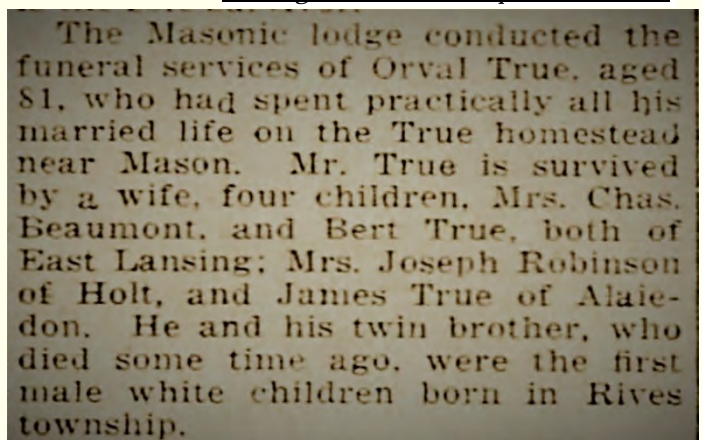 The Masonic lodge conducted the
funeral services of Orval True, aged
81, who had spent practically all his
married life on the True homestead
near Mason. Mr. True is survived
by a wife, four children, Mrs. Chas.
Beaumont, and Bert True, both of
East Lansing; Mrs. Joseph Robinson
of Holt, and James True of Alaie-
don. He and his twin brother, who
died some time ago, were the first
male white children born in Rives
township.